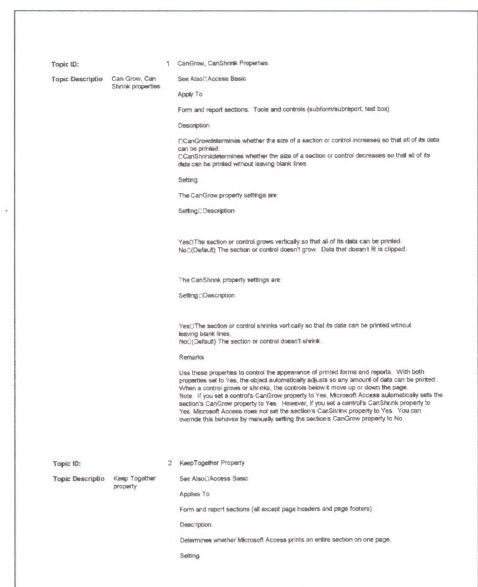 Topic ID: 1 CanGrow, CanShrink Properties
Topic Descriptio Can Grow, Can See Also□Access Basic
Shrink properties
Apply To
Form and report sections. Tools and controls (subform/subreport, text box)
Description
□CanGrowdetermines whether the size of a section or control increases so that all of its data
can be printed.
□CanShrinkdetermines whether the size of a section or control decreases so that all of its
data can be printed without leaving blank lines.
Setting
The CanGrow property settings are:
Setting□Description
Yes□The section or control grows vertically so that all of its data can be printed.
No□(Default) The section or control doesn't grow. Data that doesn't fit is clipped.
The CanShrink property settings are:
Setting□Description
Yes□The section or control shrinks vertically so that its data can be printed without
leaving blank lines.
No□(Default) The section or control doesn't shrink.
Remarks
Use these properties to control the appearance of printed forms and reports. With both
properties set to Yes, the object automatically adjusts so any amount of data can be printed.
When a control grows or shrinks, the controls below it move up or down the page.
Note If you set a control's CanGrow property to Yes, Microsoft Access automatically sets the
section's CanGrow property to Yes. However, if you set a control's CanShrink property to
Yes, Microsoft Access does not set the section's CanShrink property to Yes. You can
override this behavior by manually setting the section's CanGrow property to No.
Topic ID: 2 KeepTogether Property
Topic Descriptio Keep Together See Also□Access Basic
property
Applies To
Form and report sections (all except page headers and page footers).
Description
Determines whether Microsoft Access prints an entire section on one page.
Setting